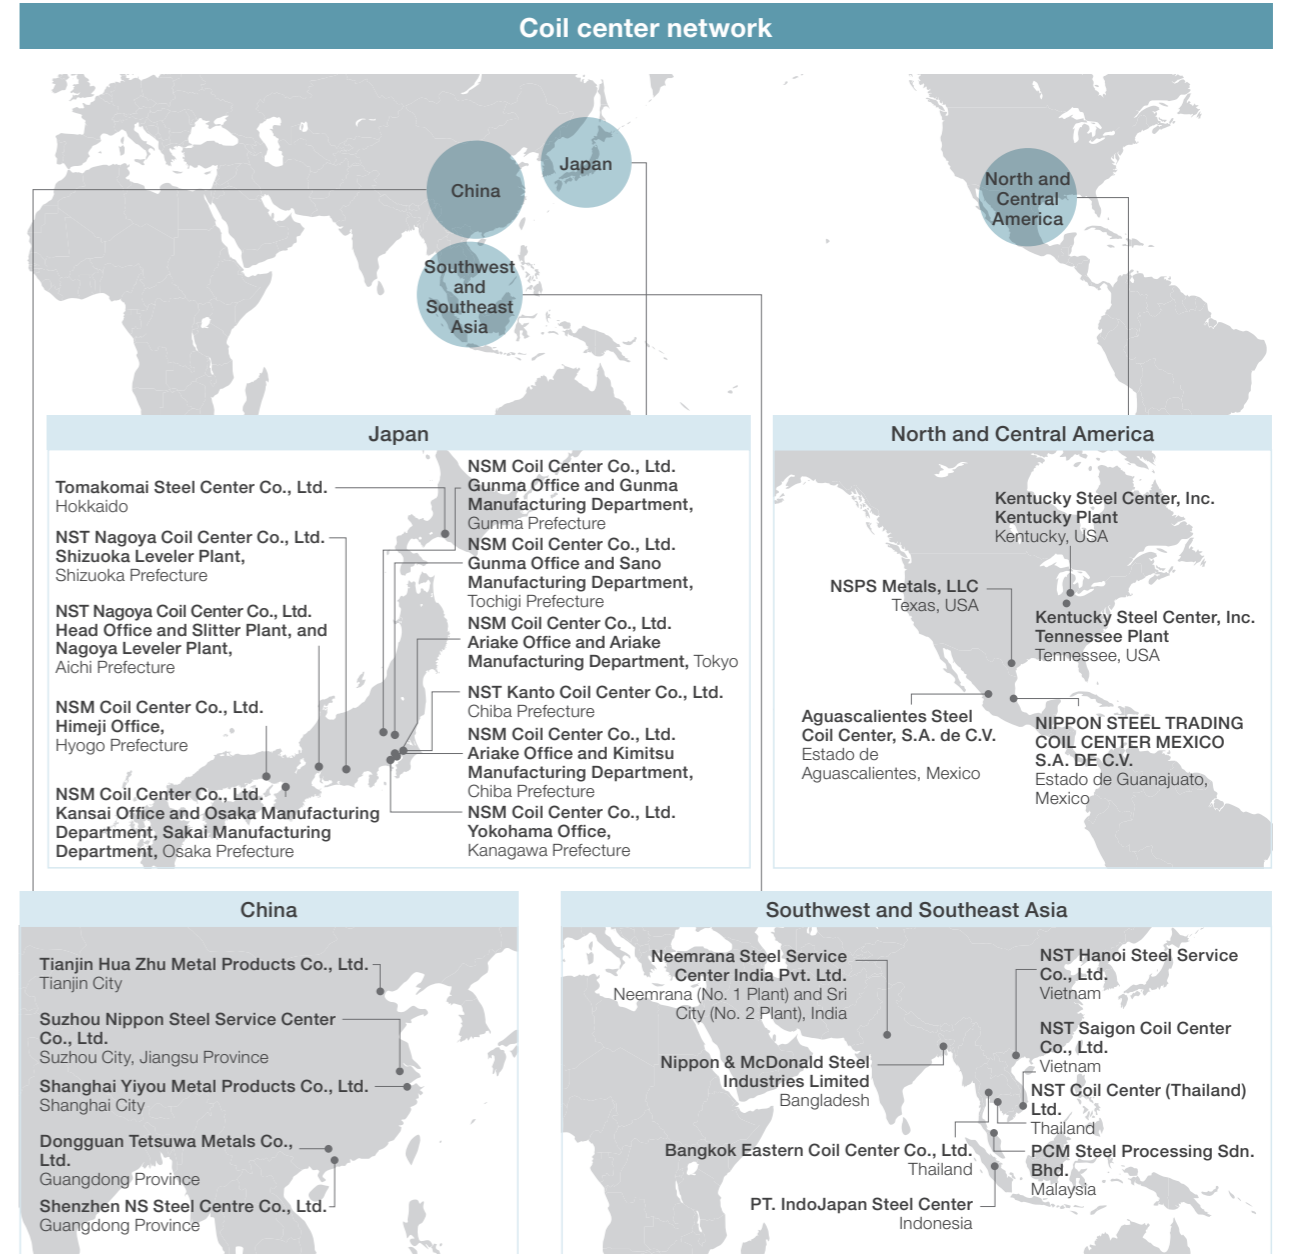 Coil center network
China
Japan
Southwest
and
Southeast
Asia
North and
Central
America
Japan
Tomakomai Steel Center Co., Ltd.
Hokkaido
NST Nagoya Coil Center Co., Ltd.
Shizuoka Leveler Plant,
Shizuoka Prefecture
NST Nagoya Coil Center Co., Ltd.
Head Office and Slitter Plant, and
Nagoya Leveler Plant,
Aichi Prefecture
NSM Coil Center Co., Ltd.
Himeji Office,
Hyogo Prefecture
NSM Coil Center Co., Ltd.
Kansai Office and Osaka Manufacturing
Department, Sakai Manufacturing
Department, Osaka Prefecture
NSM Coil Center Co., Ltd.
Gunma Office and Gunma
Manufacturing Department,
Gunma Prefecture
NSM Coil Center Co., Ltd.
Gunma Office and Sano
Manufacturing Department,
Tochigi Prefecture
NSM Coil Center Co., Ltd.
Ariake Office and Ariake
Manufacturing Department, Tokyo
NST Kanto Coil Center Co., Ltd.
Chiba Prefecture
NSM Coil Center Co., Ltd.
Ariake Office and Kimitsu
Manufacturing Department,
Chiba Prefecture
NSM Coil Center Co., Ltd.
Yokohama Office,
Kanagawa Prefecture
North and Central America
Kentucky Steel Center, Inc.
Kentucky Plant
Kentucky, USA
NSPS Metals, LLC
Texas, USA
Kentucky Steel Center, Inc.
Tennessee Plant
Tennessee, USA
Aguascalientes Steel
Coil Center, S.A. de C.V.
Estado de
Aguascalientes, Mexico
NIPPON STEEL TRADING
COIL CENTER MEXICO
S.A. DE C.V.
Estado de Guanajuato,
Mexico
China
Tianjin Hua Zhu Metal Products Co., Ltd.
Tianjin City
Suzhou Nippon Steel Service Center
Co., Ltd.
Suzhou City, Jiangsu Province
Shanghai Yiyou Metal Products Co., Ltd.
Shanghai City
Dongguan Tetsuwa Metals Co.,
Ltd.
Guangdong Province
Shenzhen NS Steel Centre Co., Ltd.
Guangdong Province
Southwest and Southeast Asia
Neemrana Steel Service
Center India Pvt. Ltd.
Neemrana (No. 1 Plant) and Sri
City (No. 2 Plant), India
Nippon & McDonald Steel
Industries Limited
Bangladesh
Bangkok Eastern Coil Center Co., Ltd.
Thailand
PT. IndoJapan Steel Center
Indonesia
NST Hanoi Steel Service
Co., Ltd.
Vietnam
NST Saigon Coil Center
Co., Ltd.
Vietnam
NST Coil Center (Thailand)
Ltd.
Thailand
PCM Steel Processing Sdn.
Bhd.
Malaysia